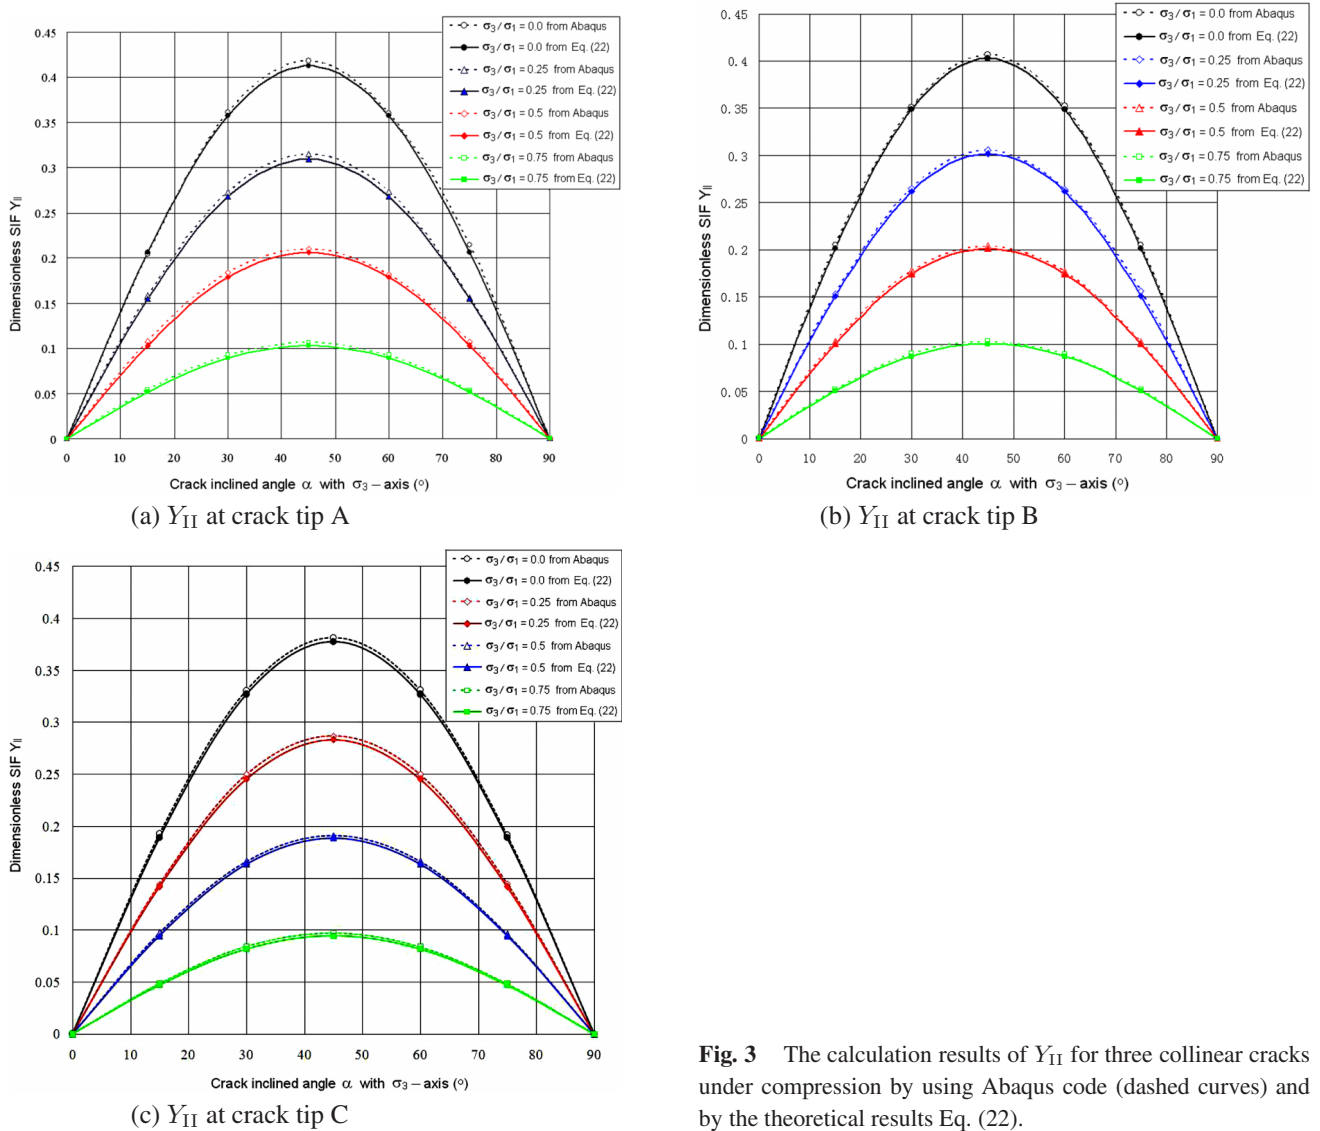 σ3/σ1 = 0.0 from Abaqus
σ3/σ1 = 0.0 from Eq. (22)
σ3/σ1 = 0.25 from Abaqus
σ3/σ1 = 0.25 from Eq. (22)
σ3/σ1 = 0.5 from Abaqus
σ3/σ1 = 0.5 from Eq. (22)
σ3/σ1 = 0.75 from Abaqus
σ3/σ1 = 0.75 from Eq. (22)
0.45
0.4
0.35
0.3
0.25
0.2
0.15
0.1
0.05
0
Dimensionless SIF YII
0 10 20 30 40 50 60 70 80 90
Crack inclined angle α with σ3 – axis (°)
(a) YII at crack tip A
σ3/σ1 = 0.0 from Abaqus
σ3/σ1 = 0.0 from Eq. (22)
σ3/σ1 = 0.25 from Abaqus
σ3/σ1 = 0.25 from Eq. (22)
σ3/σ1 = 0.5 from Abaqus
σ3/σ1 = 0.5 from Eq. (22)
σ3/σ1 = 0.75 from Abaqus
σ3/σ1 = 0.75 from Eq. (22)
0.45
0.4
0.35
0.3
0.25
0.2
0.15
0.1
0.05
0
Dimensionless SIF YII
0 10 20 30 40 50 60 70 80 90
Crack inclined angle α with σ3 – axis (°)
(b) YII at crack tip B
σ3/σ1 = 0.0 from Abaqus
σ3/σ1 = 0.0 from Eq. (22)
σ3/σ1 = 0.25 from Abaqus
σ3/σ1 = 0.25 from Eq. (22)
σ3/σ1 = 0.5 from Abaqus
σ3/σ1 = 0.5 from Eq. (22)
σ3/σ1 = 0.75 from Abaqus
σ3/σ1 = 0.75 from Eq. (22)
0.45
0.4
0.35
0.3
0.25
0.2
0.15
0.1
0.05
0
Dimensionless SIF YII
0 10 20 30 40 50 60 70 80 90
Crack inclined angle α with σ3 – axis (°)
(c) YII at crack tip C
Fig. 3 The calculation results of YII for three collinear cracks
under compression by using Abaqus code (dashed curves) and
by the theoretical results Eq. (22).